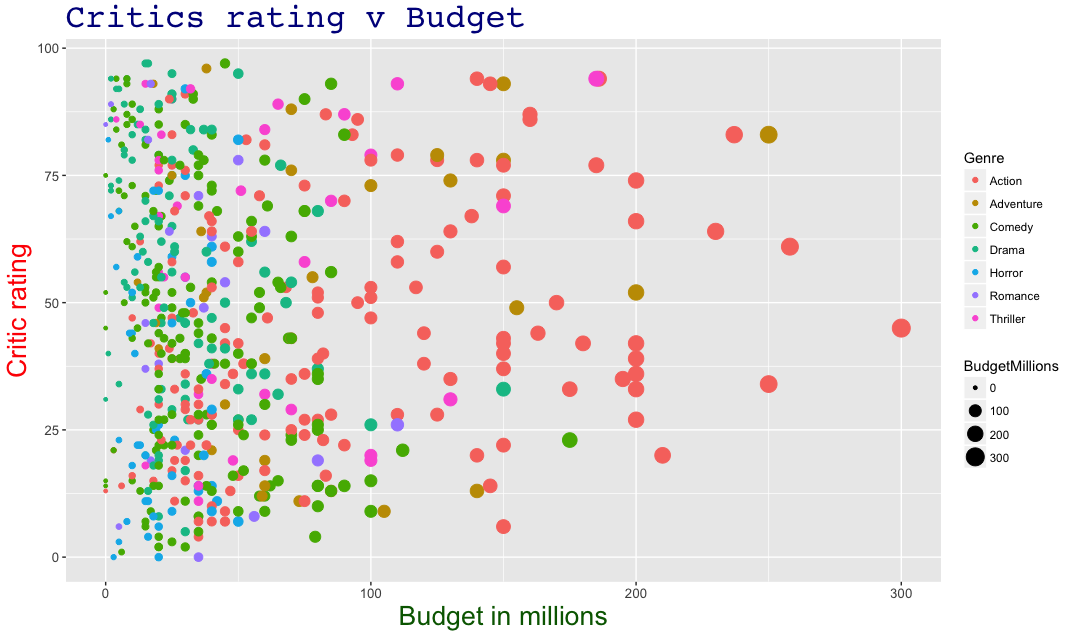 Critics rating v Budget
100
75
50
25
0
Critic rating
0
100
200
300
Budget in millions
Genre
Action
Adventure
Comedy
Drama
Horror
Romance
Thriller
BudgetMillions
0
100
200
300